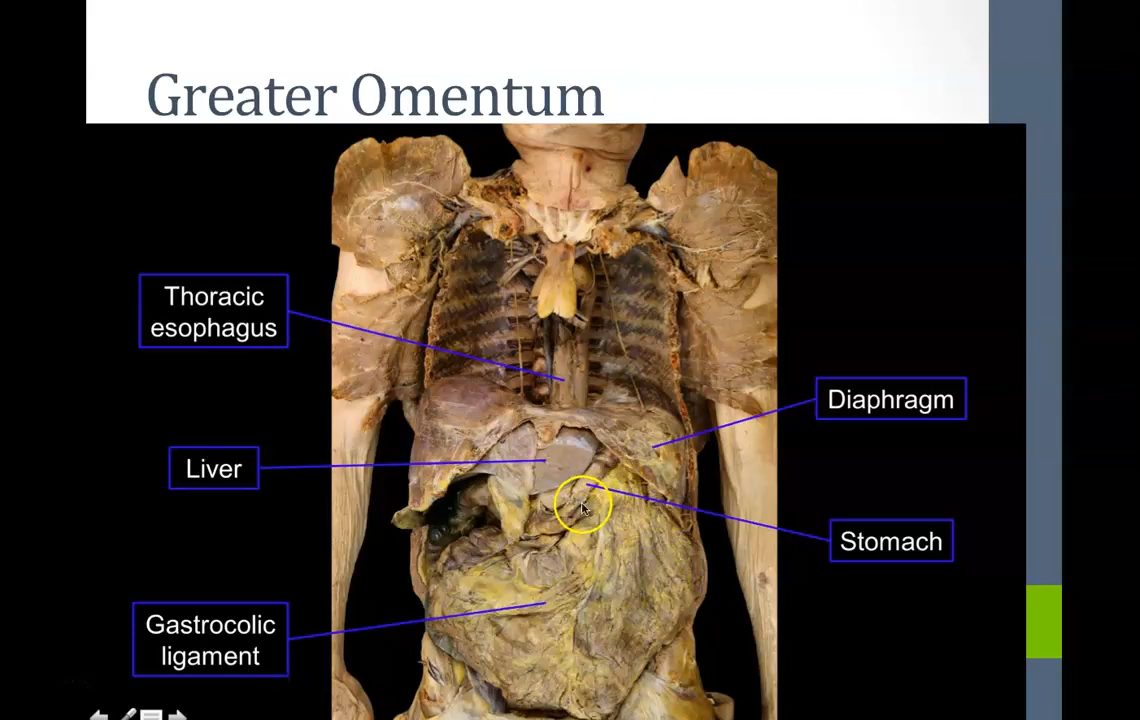 Greater Omentum
Thoracic
esophagus
Diaphragm
Liver
Stomach
Gastrocolic
ligament